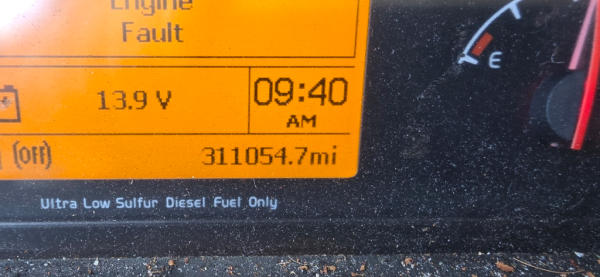 Engine
Fault
13.9 V
09:40
AM
(Off)
311054.7mi
E
Ultra Low Sulfur Diesel Fuel Only